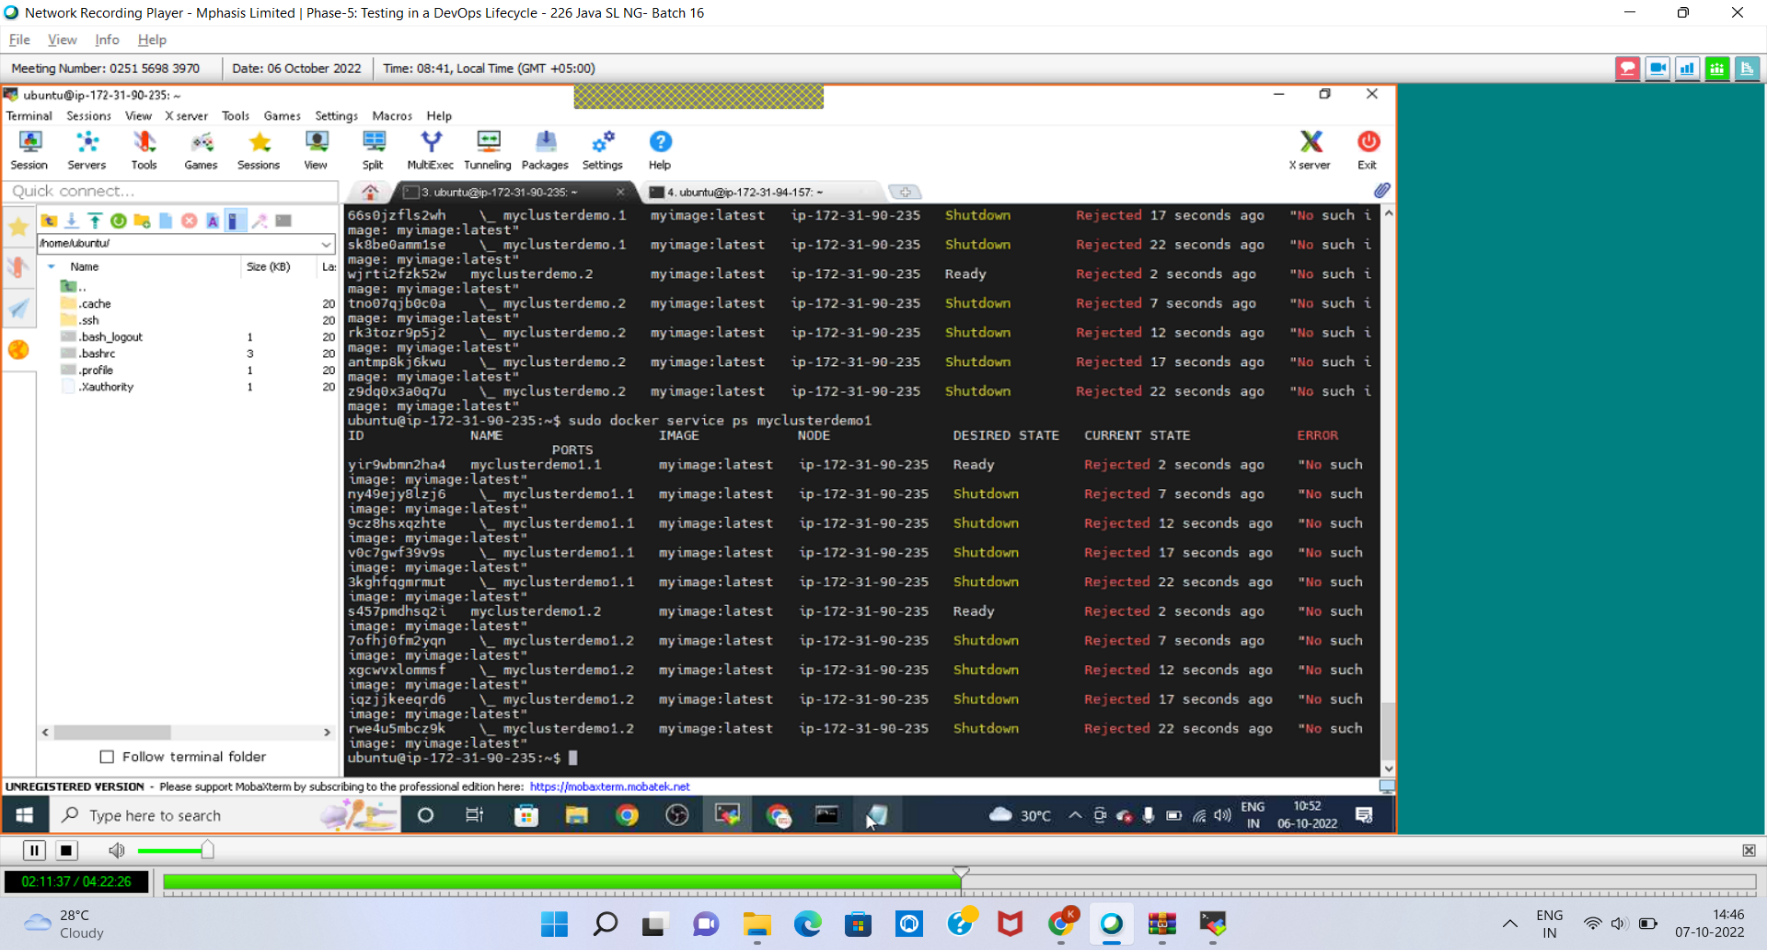 Network Recording Player - Mphasis Limited | Phase-5: Testing in a DevOps Lifecycle - 226 Java SL NG- Batch 16
File View Info Help
Meeting Number: 0251 5698 3970 Date: 06 October 2022 Time: 08:41, Local Time (GMT +05:00)
ubuntu@ip-172-31-90-235: ~
Terminal Sessions View X server Tools Games Settings Macros Help
Session Servers Tools Games Sessions View Split MultiExec Tunneling Packages Settings Help X server Exit
Quick connect...
3. ubuntu@ip-172-31-90-235: ~
4. ubuntu@ip-172-31-94-157: ~
/home/ubuntu/
Name Size (KB) La
..
.cache 20
.ssh 20
.bash_logout 1 20
.bashrc 3 20
.profile 1 20
.Xauthority 1 20
Follow terminal folder
66s0jzfls2wh \_ myclusterdemo.1 myimage:latest ip-172-31-90-235 Shutdown Rejected 17 seconds ago "No such i
mage: myimage:latest"
sk8be0amm1se \_ myclusterdemo.1 myimage:latest ip-172-31-90-235 Shutdown Rejected 22 seconds ago "No such i
mage: myimage:latest"
wjrti2fzk52w myclusterdemo.2 myimage:latest ip-172-31-90-235 Ready Rejected 2 seconds ago "No such i
mage: myimage:latest"
tno07qjb0c0a \_ myclusterdemo.2 myimage:latest ip-172-31-90-235 Shutdown Rejected 7 seconds ago "No such i
mage: myimage:latest"
rk3tozr9p5j2 \_ myclusterdemo.2 myimage:latest ip-172-31-90-235 Shutdown Rejected 12 seconds ago "No such i
mage: myimage:latest"
antmp8kj6kwu \_ myclusterdemo.2 myimage:latest ip-172-31-90-235 Shutdown Rejected 17 seconds ago "No such i
mage: myimage:latest"
z9dq0x3a0q7u \_ myclusterdemo.2 myimage:latest ip-172-31-90-235 Shutdown Rejected 22 seconds ago "No such i
mage: myimage:latest"
ubuntu@ip-172-31-90-235:~$ sudo docker service ps myclusterdemo1
ID NAME IMAGE NODE DESIRED STATE CURRENT STATE ERROR
PORTS
yir9wbmn2ha4 myclusterdemo1.1 myimage:latest ip-172-31-90-235 Ready Rejected 2 seconds ago "No such
image: myimage:latest"
ny49ejy8lzj6 \_ myclusterdemo1.1 myimage:latest ip-172-31-90-235 Shutdown Rejected 7 seconds ago "No such
image: myimage:latest"
9cz8hsxqzhte \_ myclusterdemo1.1 myimage:latest ip-172-31-90-235 Shutdown Rejected 12 seconds ago "No such
image: myimage:latest"
v0c7gwf39v9s \_ myclusterdemo1.1 myimage:latest ip-172-31-90-235 Shutdown Rejected 17 seconds ago "No such
image: myimage:latest"
3kghfqgmrmut \_ myclusterdemo1.1 myimage:latest ip-172-31-90-235 Shutdown Rejected 22 seconds ago "No such
image: myimage:latest"
s457pmdhsq2i myclusterdemo1.2 myimage:latest ip-172-31-90-235 Ready Rejected 2 seconds ago "No such
image: myimage:latest"
7ofhj0fm2yqn \_ myclusterdemo1.2 myimage:latest ip-172-31-90-235 Shutdown Rejected 7 seconds ago "No such
image: myimage:latest"
xgcwvxlommsf \_ myclusterdemo1.2 myimage:latest ip-172-31-90-235 Shutdown Rejected 12 seconds ago "No such
image: myimage:latest"
iqzjjkeeqrd6 \_ myclusterdemo1.2 myimage:latest ip-172-31-90-235 Shutdown Rejected 17 seconds ago "No such
image: myimage:latest"
rwe4u5mbcz9k \_ myclusterdemo1.2 myimage:latest ip-172-31-90-235 Shutdown Rejected 22 seconds ago "No such
image: myimage:latest"
ubuntu@ip-172-31-90-235:~$
UNREGISTERED VERSION - Please support MobaXterm by subscribing to the professional edition here: https://mobaxterm.mobatek.net
Type here to search
30°C ENG 10:52
IN 06-10-2022
02:11:37 / 04:22:26
28°C
Cloudy
K
ENG 14:46
IN 07-10-2022